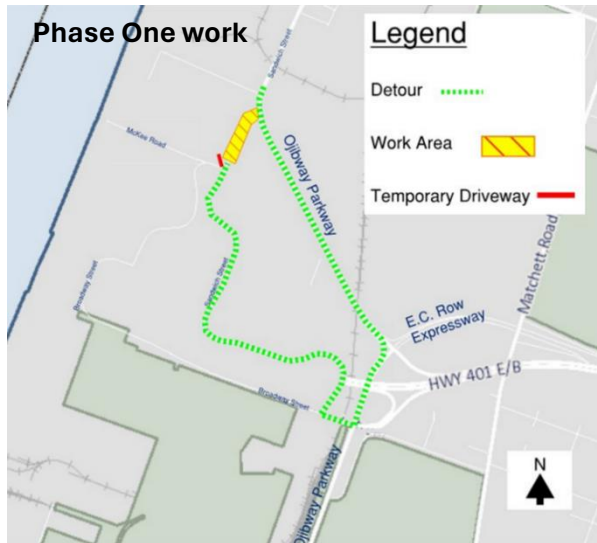 Phase One work
Legend
Detour
Work Area
Temporary Driveway
Sandwich Street
McKee Road
Ojibway Parkway
Matchett Road
Sandwich Street
Broadway Street
E.C. Row
Expressway
HWY 401 E/B
Broadway Street
Ojibway Parkway
N